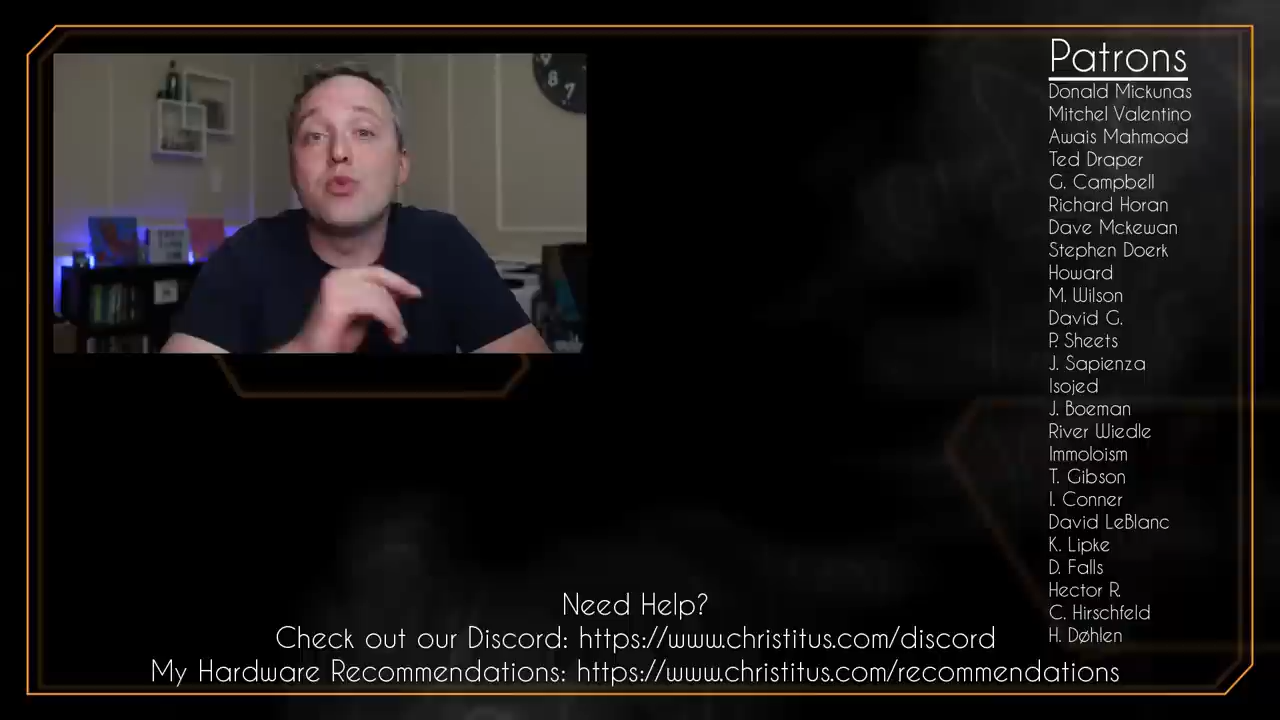 Patrons
Donald Mickunas
Mitchel Valentino
Awais Mahmood
Ted Draper
G. Campbell
Richard Horan
Dave Mckewan
Stephen Doerk
Howard
M. Wilson
David G.
P. Sheets
J. Sapienza
Isojed
J. Boeman
River Wiedle
Immoloism
T. Gibson
I. Conner
David LeBlanc
K. Lipke
D. Falls
Hector R.
C. Hirschfeld
H. Døhlen
Need Help?
Check out our Discord: https://www.christitus.com/discord
My Hardware Recommendations: https://www.christitus.com/recommendations